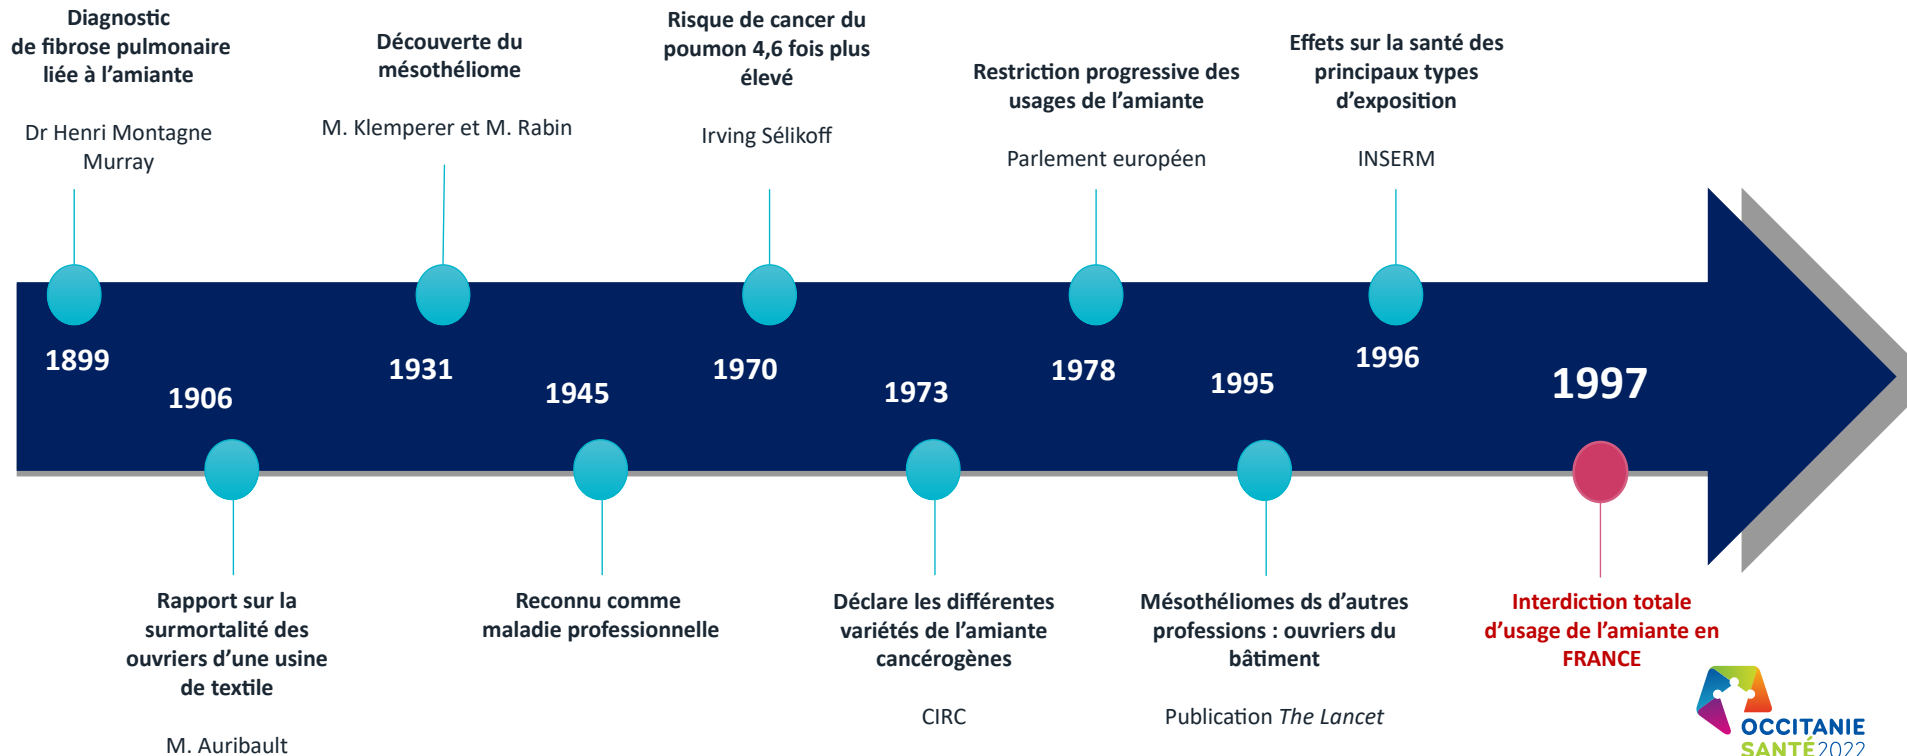 Diagnostic
de fibrose pulmonaire
liée à l'amiante
Dr Henri Montagne
Murray
Découverte du
mésothéliome
M. Klemperer et M. Rabin
Risque de cancer du
poumon 4,6 fois plus
élevé
Irving Sélikoff
Restriction progressive des
usages de l'amiante
Parlement européen
Effets sur la santé des
principaux types
d'exposition
INSERM
1899
1906
1931
1945
1970
1973
1978
1995
1996
1997
Rapport sur la
surmortalité des
ouvriers d'une usine
de textile
M. Auribault
Reconnu comme
maladie professionnelle
Déclare les différentes
variétés de l'amiante
cancérogènes
CIRC
Mésothéliomes ds d'autres
professions : ouvriers du
bâtiment
Publication The Lancet
Interdiction totale
d'usage de l'amiante en
FRANCE
OCCITANIE
SANTÉ2022